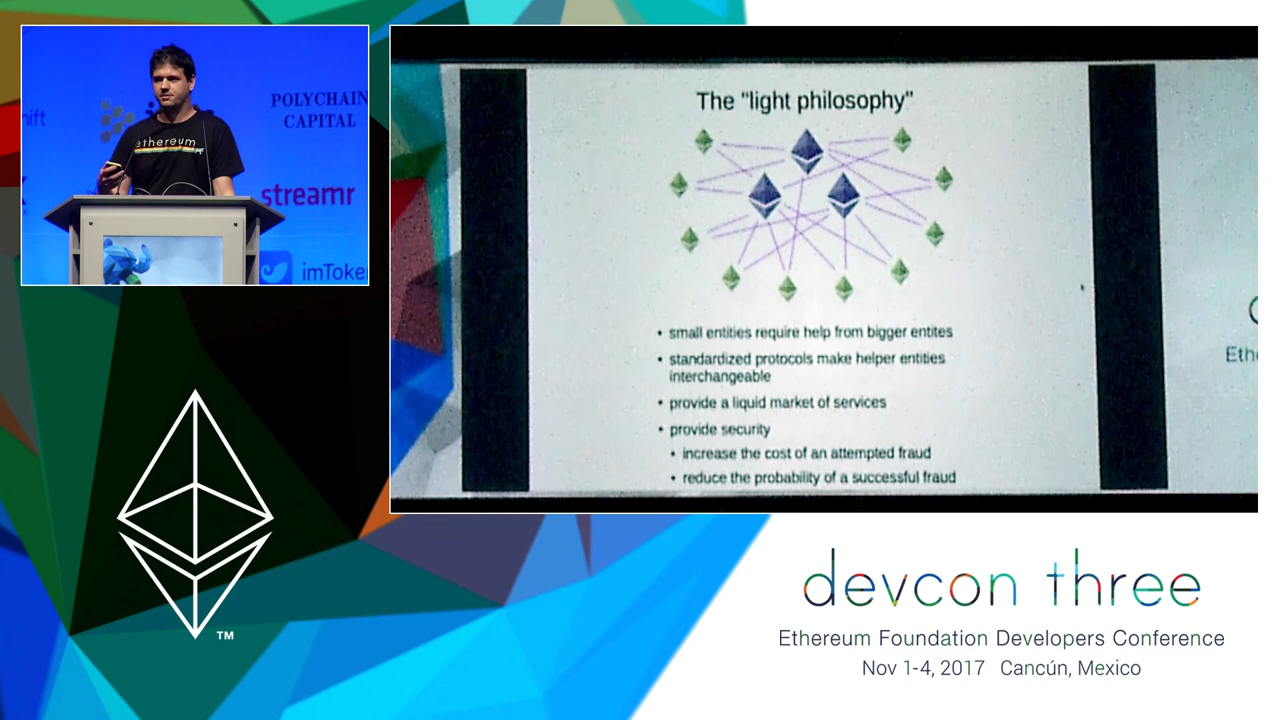 POLYCHAIN
CAPITAL
ethereum
streamr
imToke
The "light philosophy"
• small entities require help from bigger entites
• standardized protocols make helper entities
interchangeable
• provide a liquid market of services
• provide security
• increase the cost of an attempted fraud
• reduce the probability of a successful fraud
Eth
TM
devcon three
Ethereum Foundation Developers Conference
Nov 1-4, 2017 Cancún, Mexico